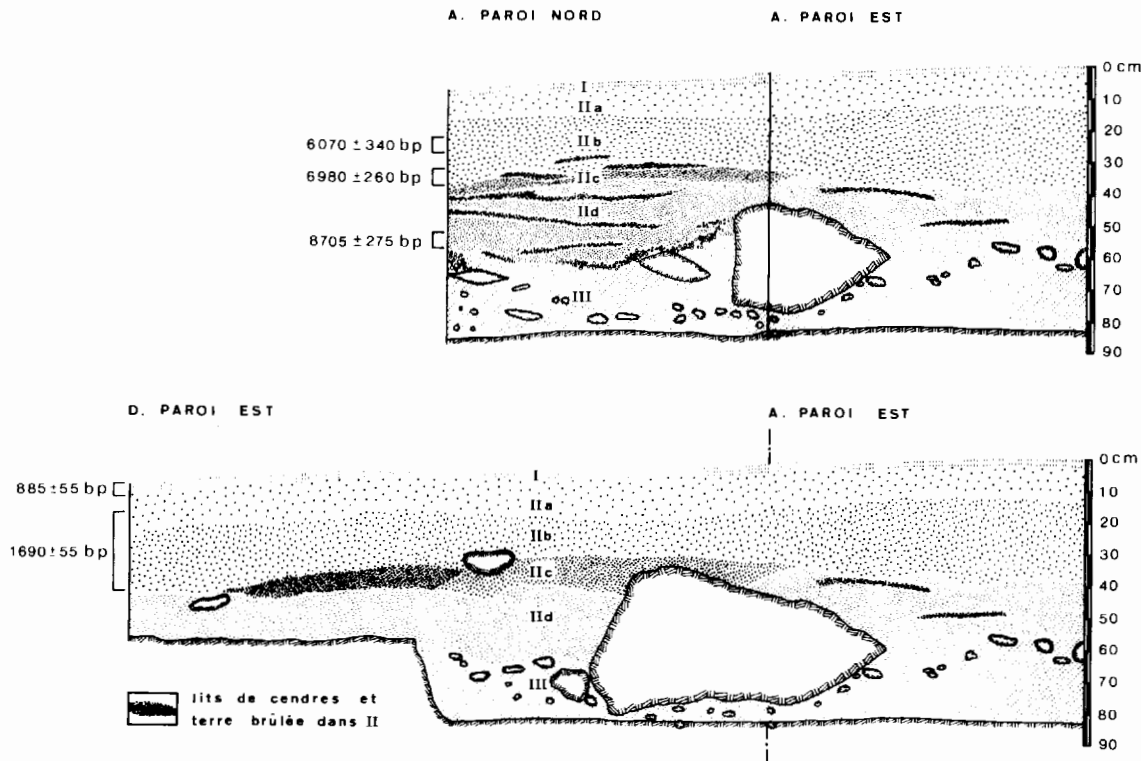 A. PAROI NORD
A. PAROI EST
0 cm
10
20
30
40
50
60
70
80
90
I
IIa
IIb
IIc
IId
III
6070 ± 340 bp
6980 ± 260 bp
8705 ± 275 bp
D. PAROI EST
A. PAROI EST
0 cm
10
20
30
40
50
60
70
80
90
I
IIa
IIb
IIc
IId
III
885 ± 55 bp
1690 ± 55 bp
lits de cendres et
terre brûlée dans II